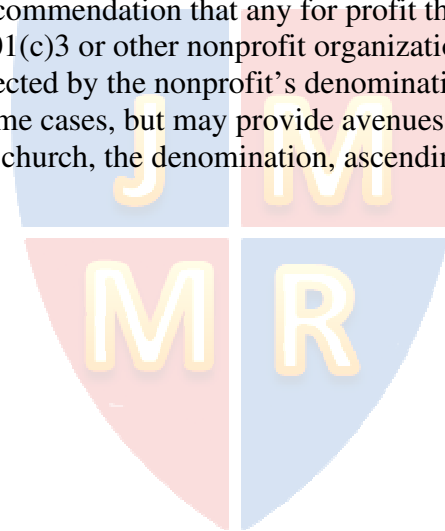 commendation that any for profit th
01(c)3 or other nonprofit organizatio
ected by the nonprofit's denominati
me cases, but may provide avenues
church, the denomination, ascendin
J M
M R